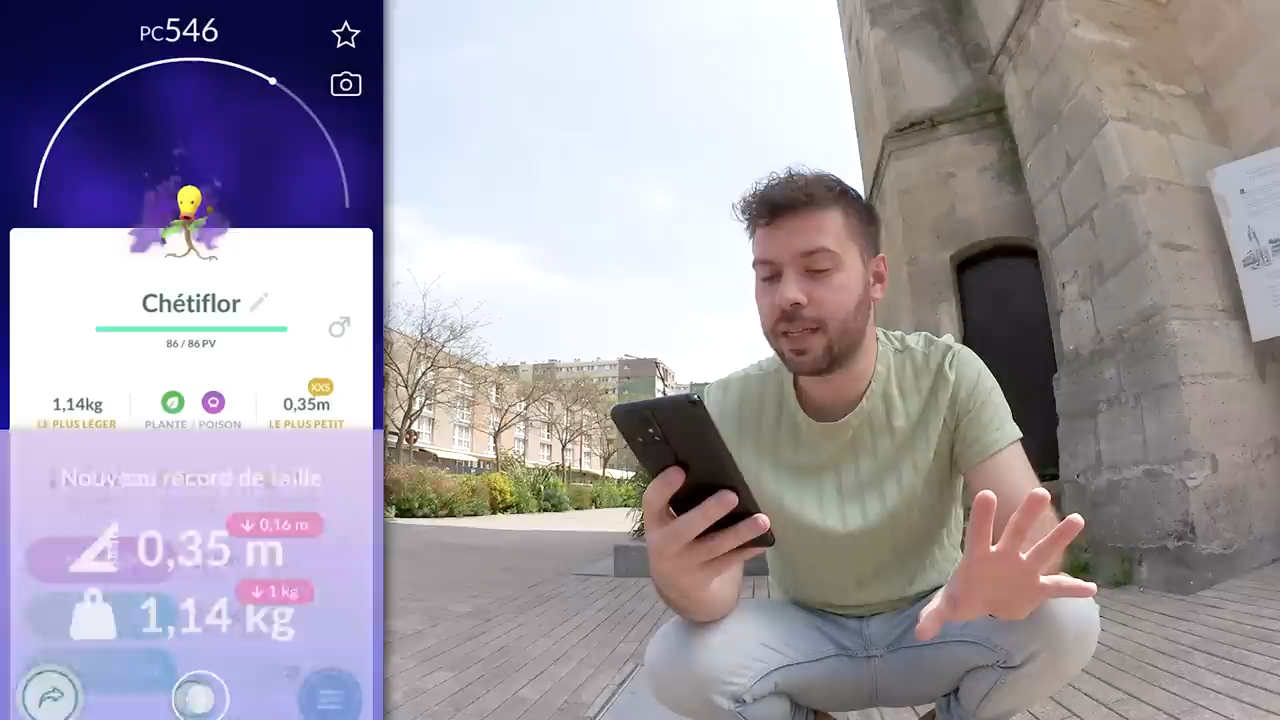 PC546
Chétiflor
86 / 86 PV
XXS
1,14kg
0,35m
LE PLUS LÉGER
PLANTE / POISON
LE PLUS PETIT
Nouveau record de taille
0,16 m
0,35 m
1 kg
1,14 kg